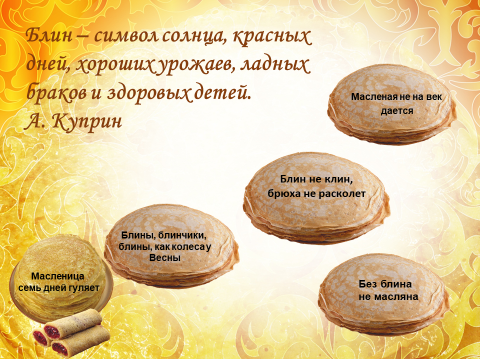 Блин – символ солнца, красных
дней, хороших урожаев, ладных
браков и здоровых детей.
А. Куприн
Масленая не на век
дается
Блин не клин,
брюха не расколет
Блины, блинчики,
блины, как колеса у
Весны
Масленица
семь дней гуляет
Без блина
не масляна